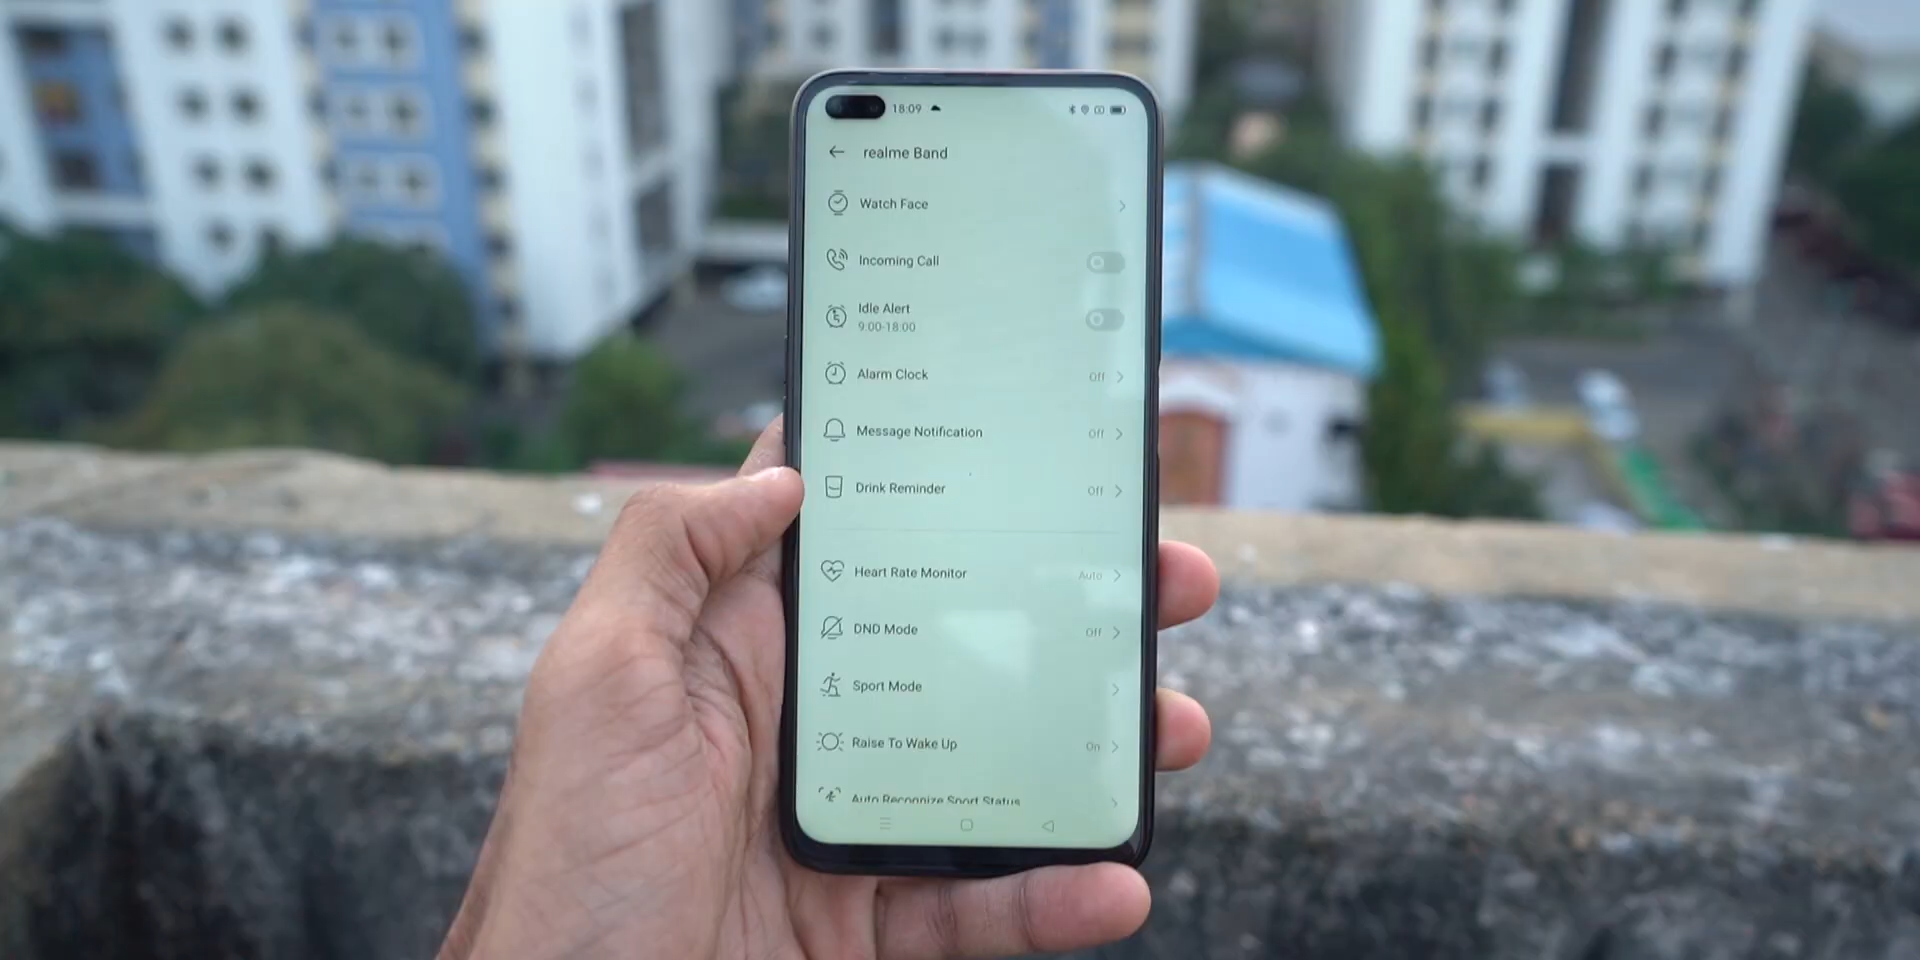 18:09
realme Band
Watch Face
Incoming Call
Idle Alert
9:00-18:00
Alarm Clock Off
Message Notification Off
Drink Reminder Off
Heart Rate Monitor Auto
DND Mode Off
Sport Mode
Raise To Wake Up On
Auto Recognize Sport Status